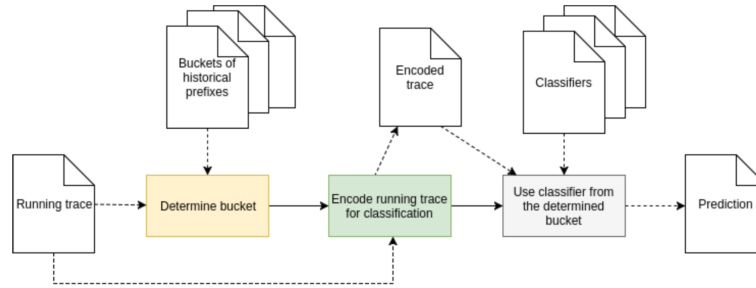 Buckets of
historical
prefixes
Encoded
trace
Classifiers
Running trace
Determine bucket
Encode running trace
for classification
Use classifier from
the determined
bucket
Prediction